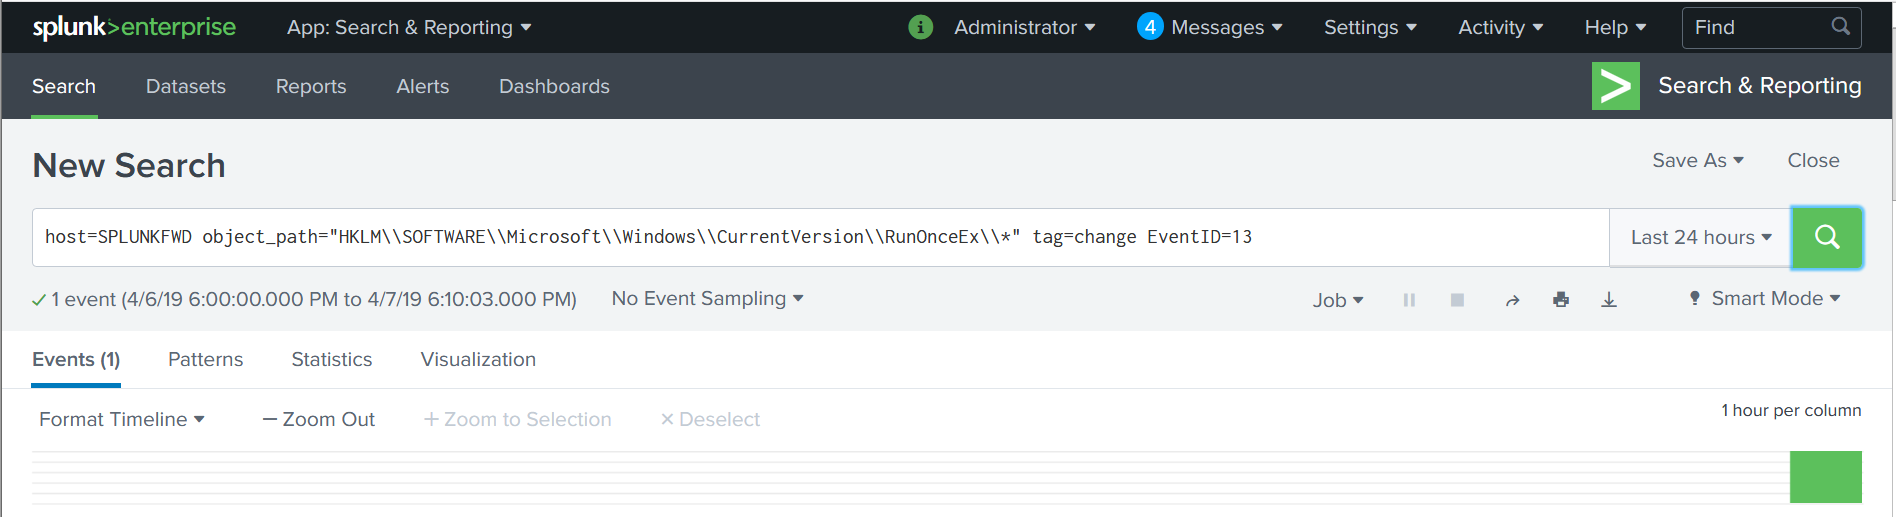 splunk>enterprise App: Search & Reporting i Administrator 4 Messages Settings Activity Help Find
Search Datasets Reports Alerts Dashboards > Search & Reporting
New Search Save As Close
host=SPLUNKFWD object_path="HKLM\\SOFTWARE\\Microsoft\\Windows\\CurrentVersion\\RunOnceEx\\*" tag=change EventID=13 Last 24 hours
1 event (4/6/19 6:00:00.000 PM to 4/7/19 6:10:03.000 PM) No Event Sampling Job Smart Mode
Events (1) Patterns Statistics Visualization
Format Timeline — Zoom Out + Zoom to Selection × Deselect 1 hour per column